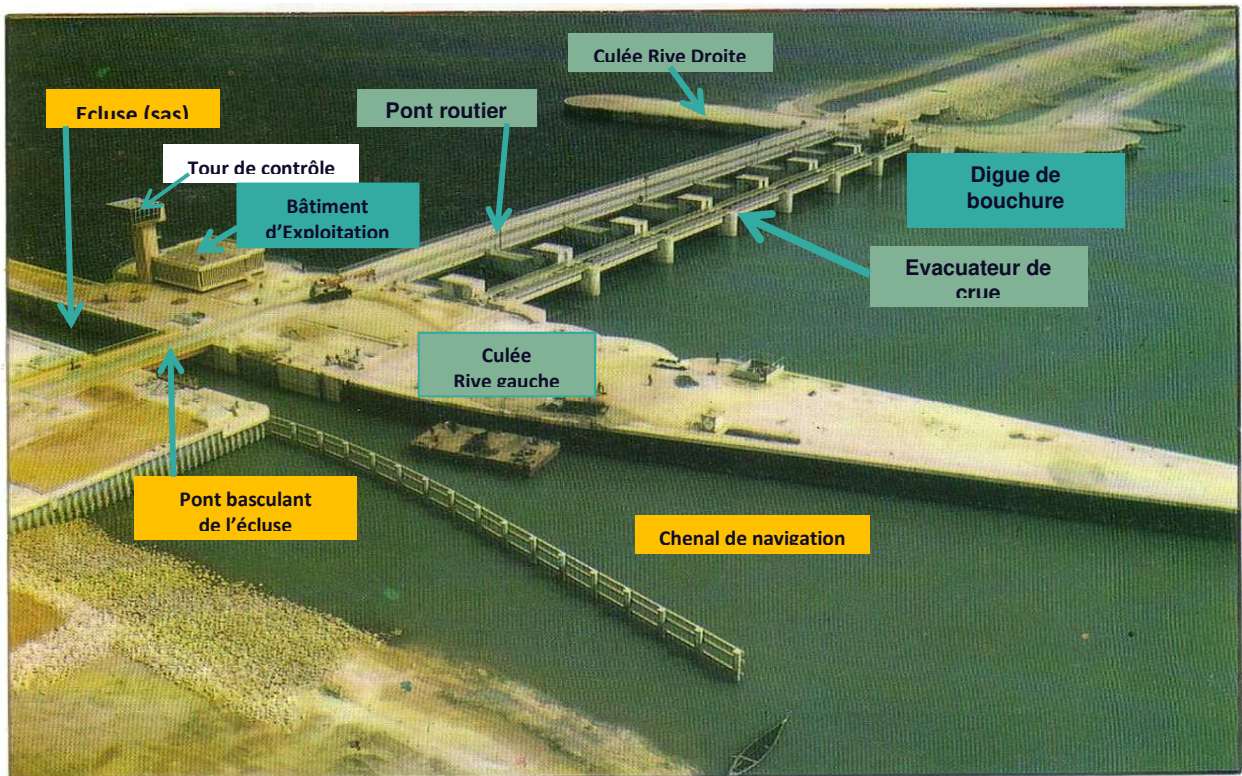 Culée Rive Droite
Ecluse (sas)
Pont routier
Tour de contrôle
Bâtiment
d’Exploitation
Digue de
bouchure
Evacuateur de
crue
Culée
Rive gauche
Pont basculant
de l’écluse
Chenal de navigation